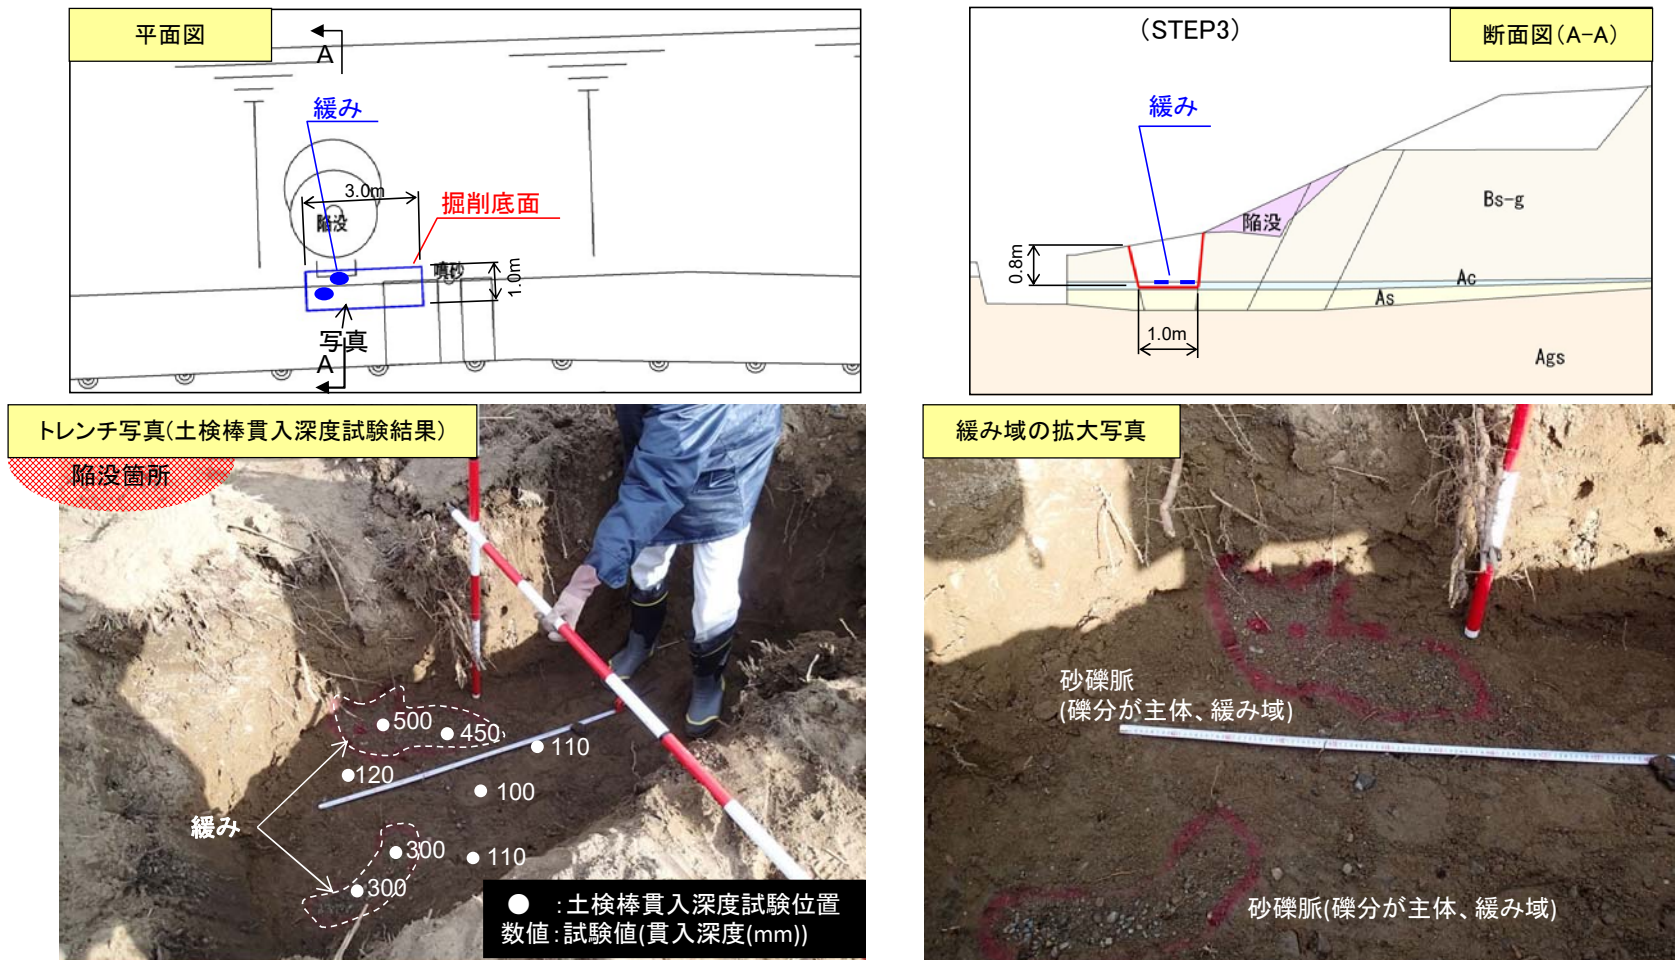 平面図
A
緩み
3.0m
陥没
掘削底面
噴砂
1.0m
写真
A
(STEP3)
断面図(A-A)
緩み
陥没
Bs-g
0.8m
Ac
As
1.0m
Ags
トレンチ写真(土検棒貫入深度試験結果)
陥没箇所
500
450
110
120
100
緩み
300
110
300
● :土検棒貫入深度試験位置
数値:試験値(貫入深度(mm))
緩み域の拡大写真
砂礫脈
(礫分が主体、緩み域)
砂礫脈(礫分が主体、緩み域)